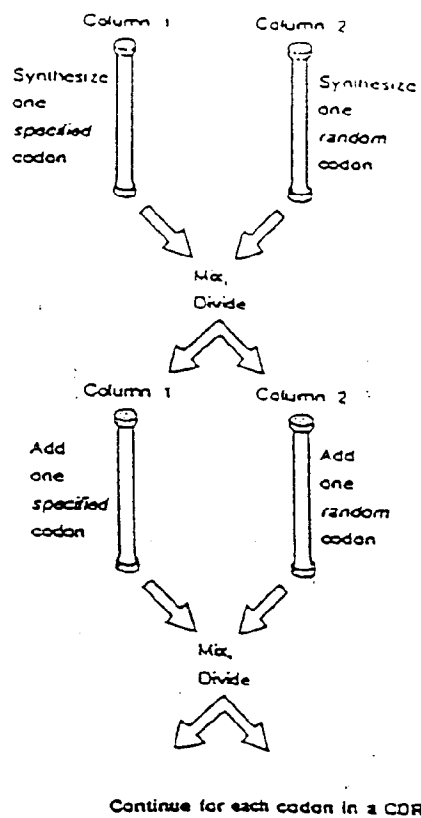 Column 1
Column 2
Synthesize
one
specified
codon
Synthesize
one
random
codon
Mix,
Divide
Column 1
Column 2
Add
one
specified
codon
Add
one
random
codon
Mix,
Divide
Continue for each codon in a CDR